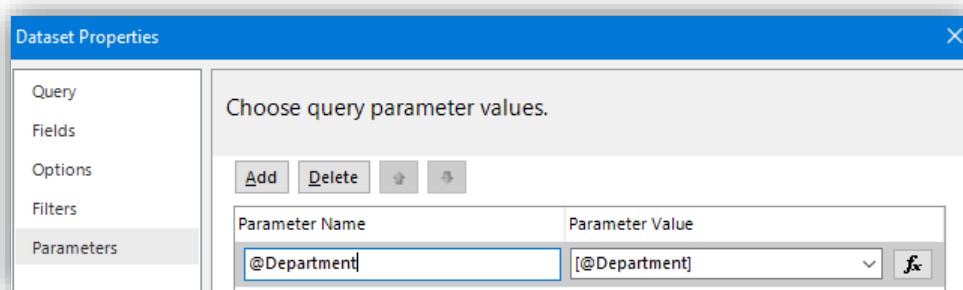 Dataset Properties
Query
Fields
Options
Filters
Parameters
Choose query parameter values.
Add Delete
Parameter Name Parameter Value
@Department [@Department] fx